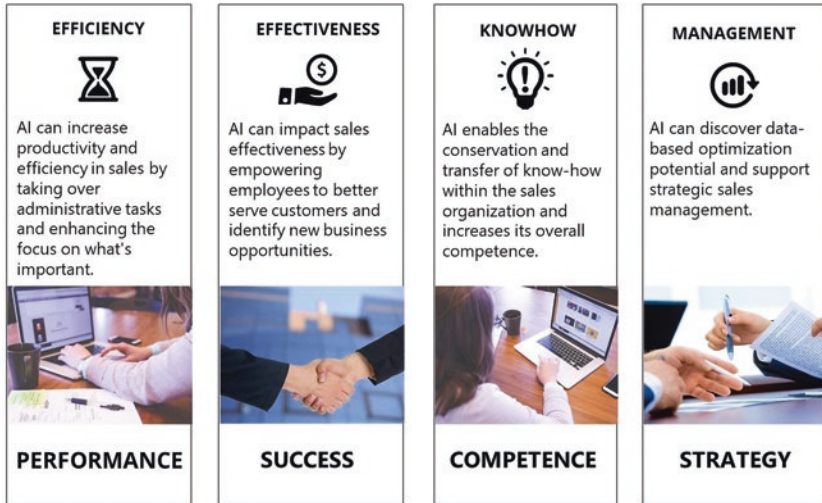 EFFICIENCY
AI can increase
productivity and
efficiency in sales by
taking over
administrative tasks
and enhancing the
focus on what's
important.
PERFORMANCE
EFFECTIVENESS
$
AI can impact sales
effectiveness by
empowering
employees to better
serve customers and
identify new business
opportunities.
SUCCESS
KNOWHOW
!
AI enables the
conservation and
transfer of know-how
within the sales
organization and
increases its overall
competence.
COMPETENCE
MANAGEMENT
AI can discover data-
based optimization
potential and support
strategic sales
management.
STRATEGY